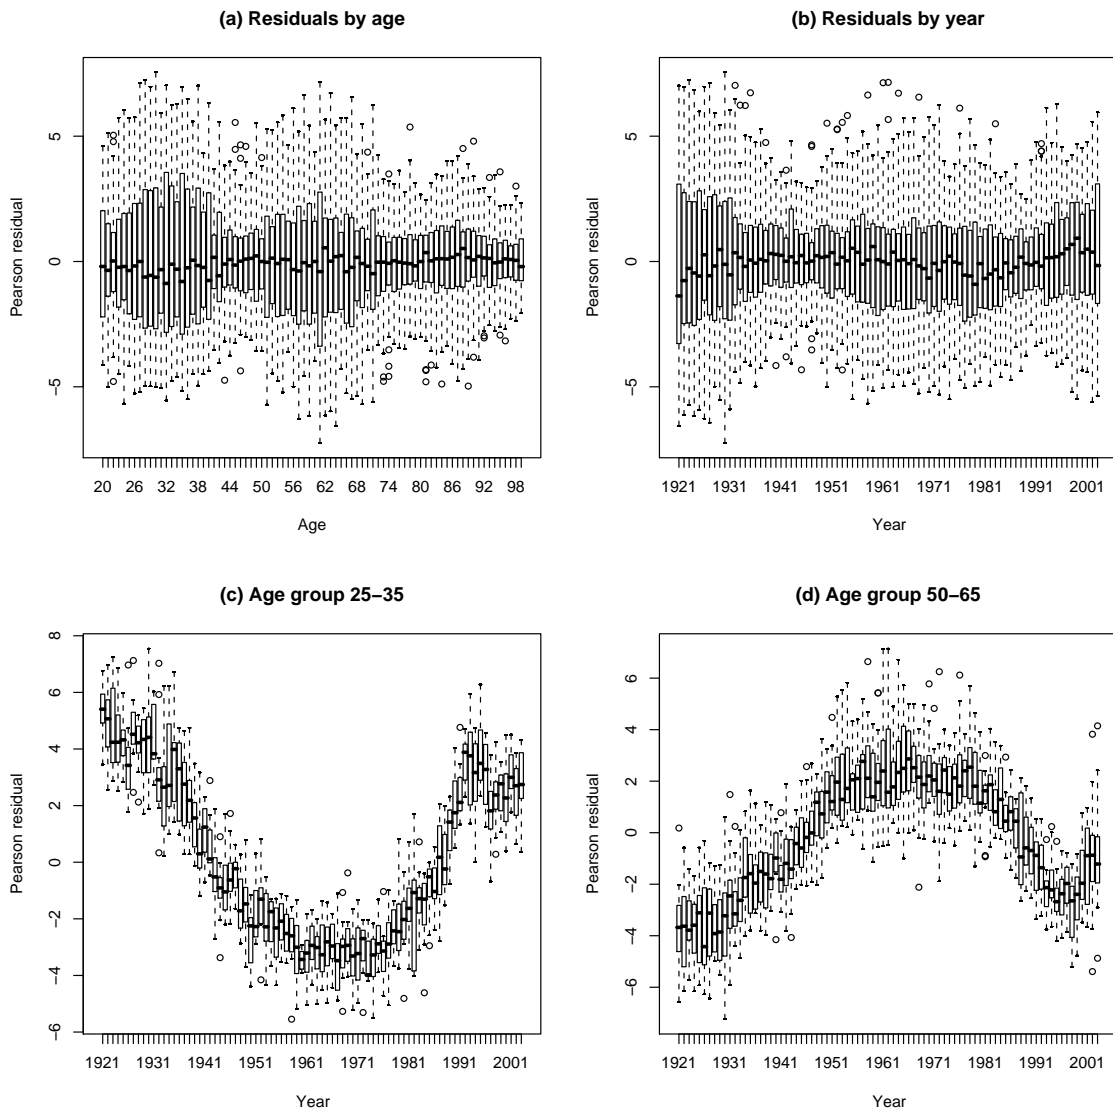 (a) Residuals by age
Pearson residual
5
0
−5
20 26 32 38 44 50 56 62 68 74 80 86 92 98
Age
(b) Residuals by year
Pearson residual
5
0
−5
1921 1931 1941 1951 1961 1971 1981 1991 2001
Year
(c) Age group 25−35
Pearson residual
8
6
4
2
0
−2
−4
−6
1921 1931 1941 1951 1961 1971 1981 1991 2001
Year
(d) Age group 50−65
Pearson residual
6
4
2
0
−2
−4
−6
1921 1931 1941 1951 1961 1971 1981 1991 2001
Year